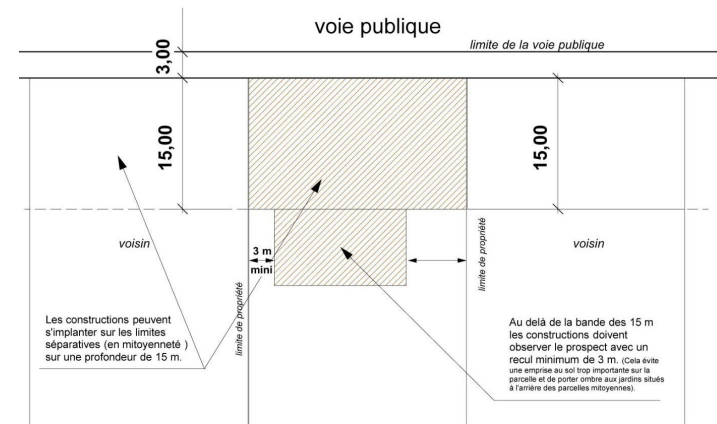 voie publique
limite de la voie publique
3,00
15,00
15,00
voisin
3 m
mini
voisin
limite de propriété
limite de propriété
Les constructions peuvent
s'implanter sur les limites
séparatives (en mitoyenneté )
sur une profondeur de 15 m.
Au delà de la bande des 15 m
les constructions doivent
observer le prospect avec un
recul minimum de 3 m. (Cela évite
une emprise au sol trop importante sur la
parcelle et de porter ombre aux jardins situés
à l'arrière des parcelles mitoyennes).